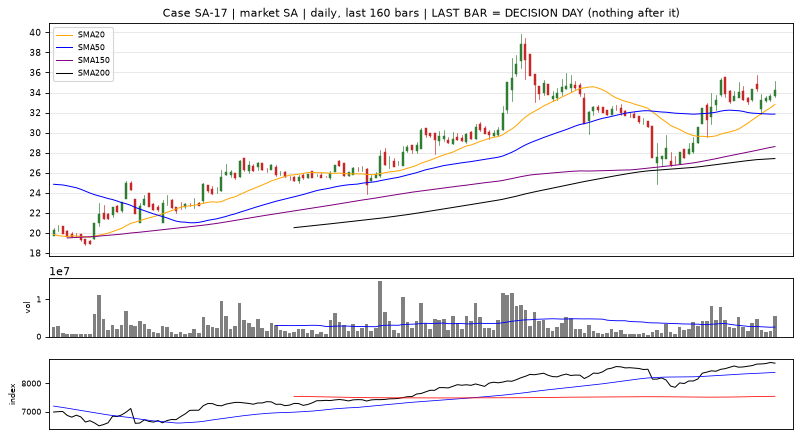 Case SA-17 | market SA | daily, last 160 bars | LAST BAR = DECISION DAY (nothing after it)
SMA20
SMA50
SMA150
SMA200
40
38
36
34
32
30
28
26
24
22
20
18
1e7
vol
1
0
index
8000
7000